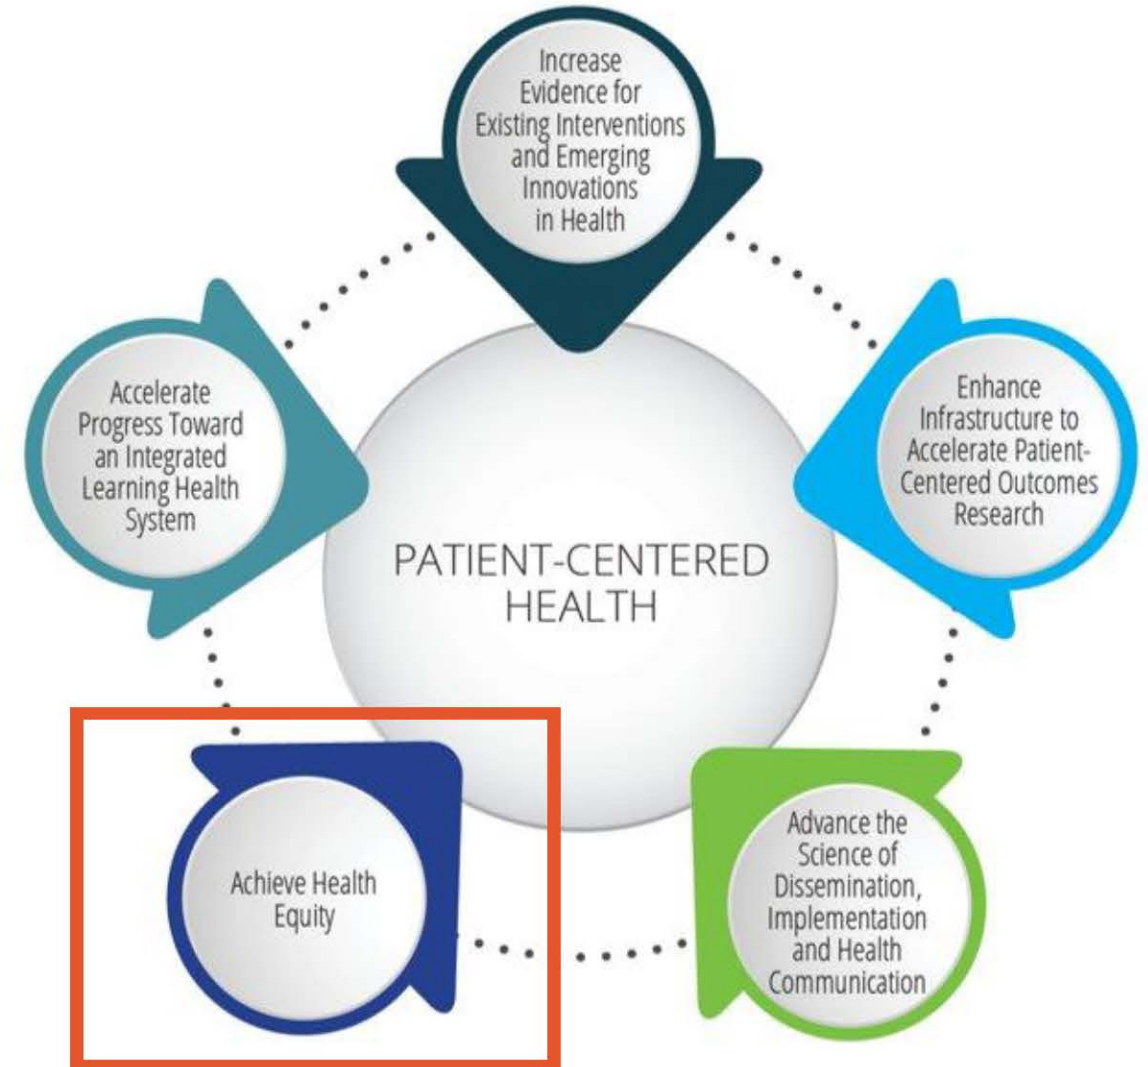 Increase
Evidence for
Existing Interventions
and Emerging
Innovations
in Health
Accelerate
Progress Toward
an Integrated
Learning Health
System
Enhance
Infrastructure to
Accelerate Patient-
Centered Outcomes
Research
PATIENT-CENTERED
HEALTH
Achieve Health
Equity
Advance the
Science of
Dissemination,
Implementation
and Health
Communication